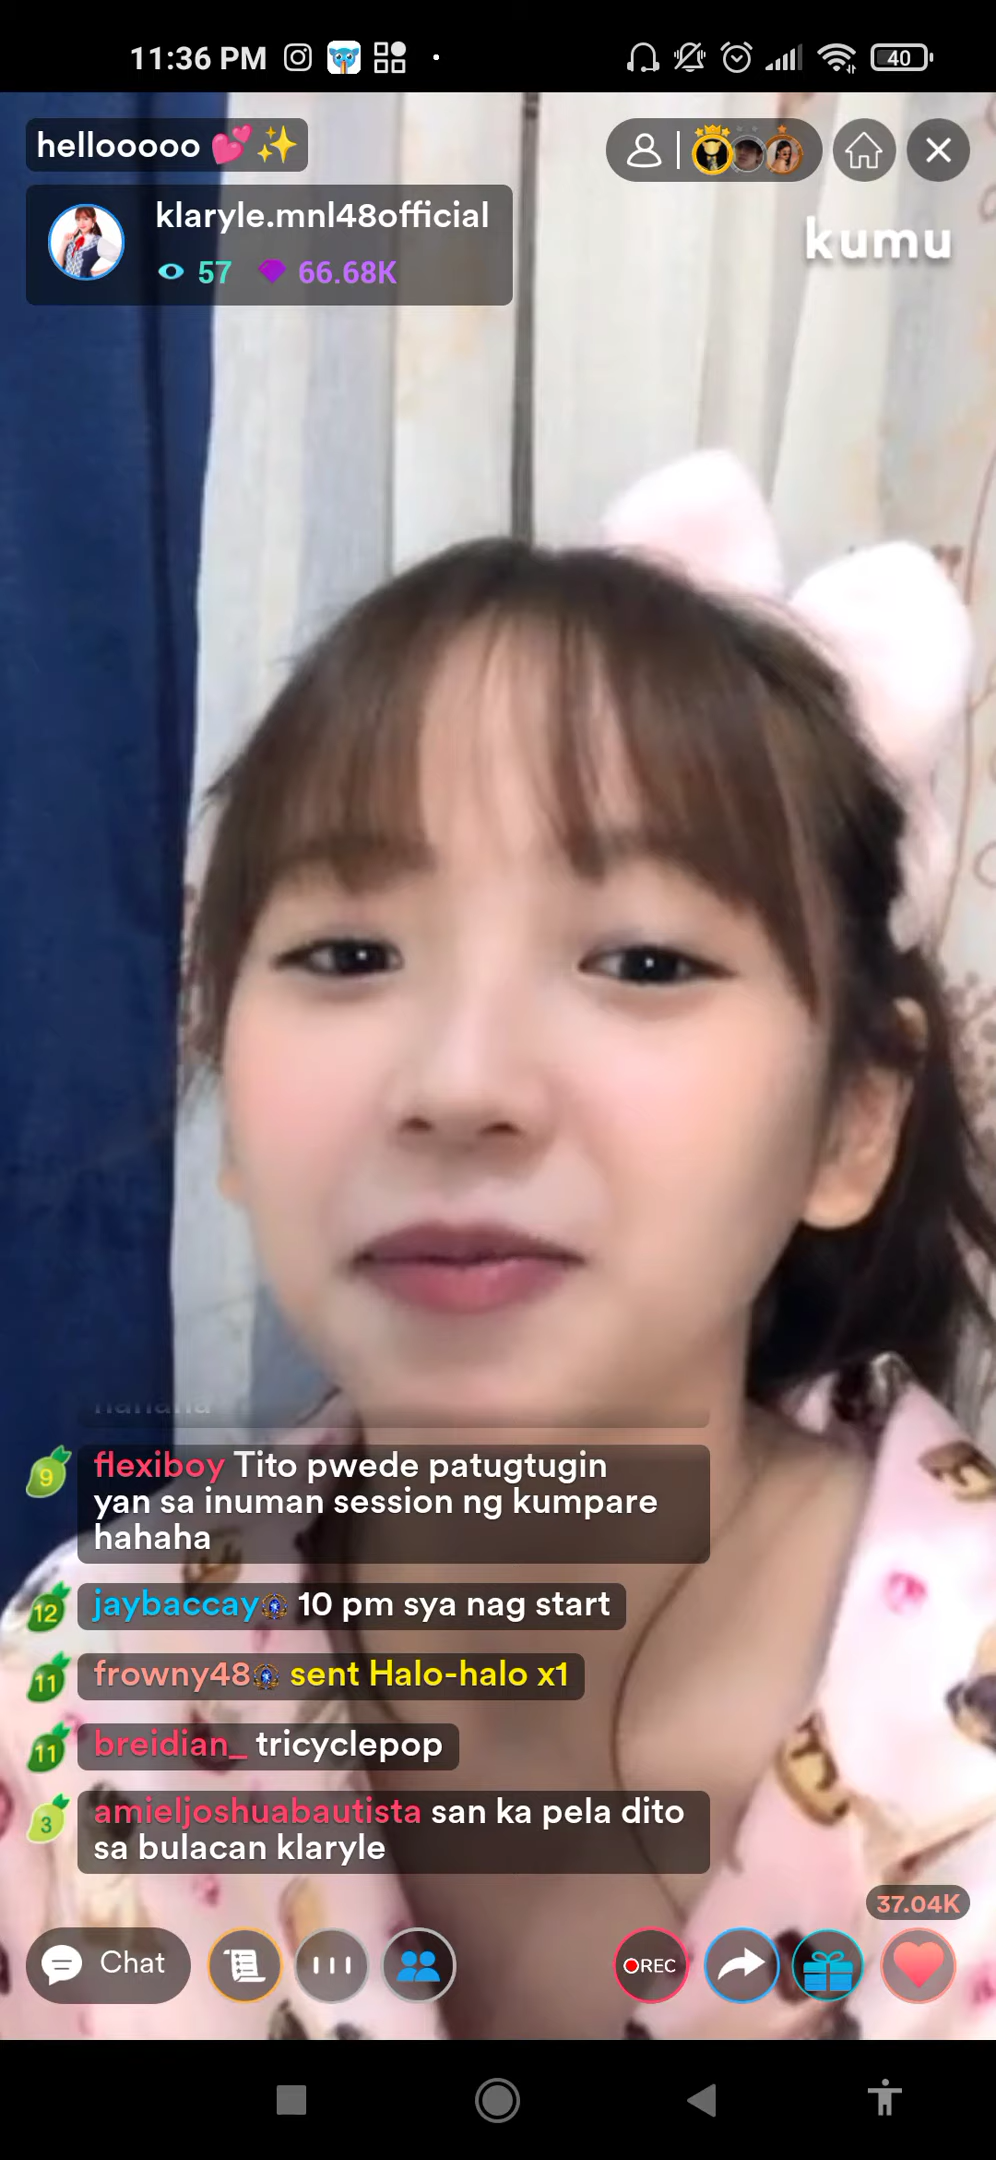 11:36 PM
40
hellooooo 💕✨
klaryle.mnl48official
57 66.68K
kumu
hahaha
9 flexiboy Tito pwede patugtugin
yan sa inuman session ng kumpare
hahaha
12 jaybaccay 10 pm sya nag start
11 frowny48 sent Halo-halo x1
11 breidian_ tricyclepop
3 amieljoshuabautista san ka pela dito
sa bulacan klaryle
37.04K
Chat
REC